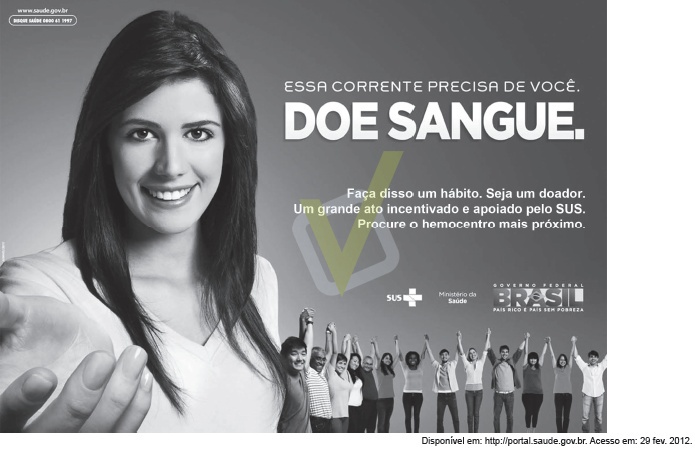 www.saude.gov.br
DISQUE SAÚDE 0800 61 1997
ESSA CORRENTE PRECISA DE VOCÊ.
DOE SANGUE.
Faça disso um hábito. Seja um doador.
Um grande ato incentivado e apoiado pelo SUS.
Procure o hemocentro mais próximo.
SUS
Ministério da
Saúde
GOVERNO FEDERAL
BRASIL
PAÍS RICO É PAÍS SEM POBREZA
Disponível em: http://portal.saude.gov.br. Acesso em: 29 fev. 2012.